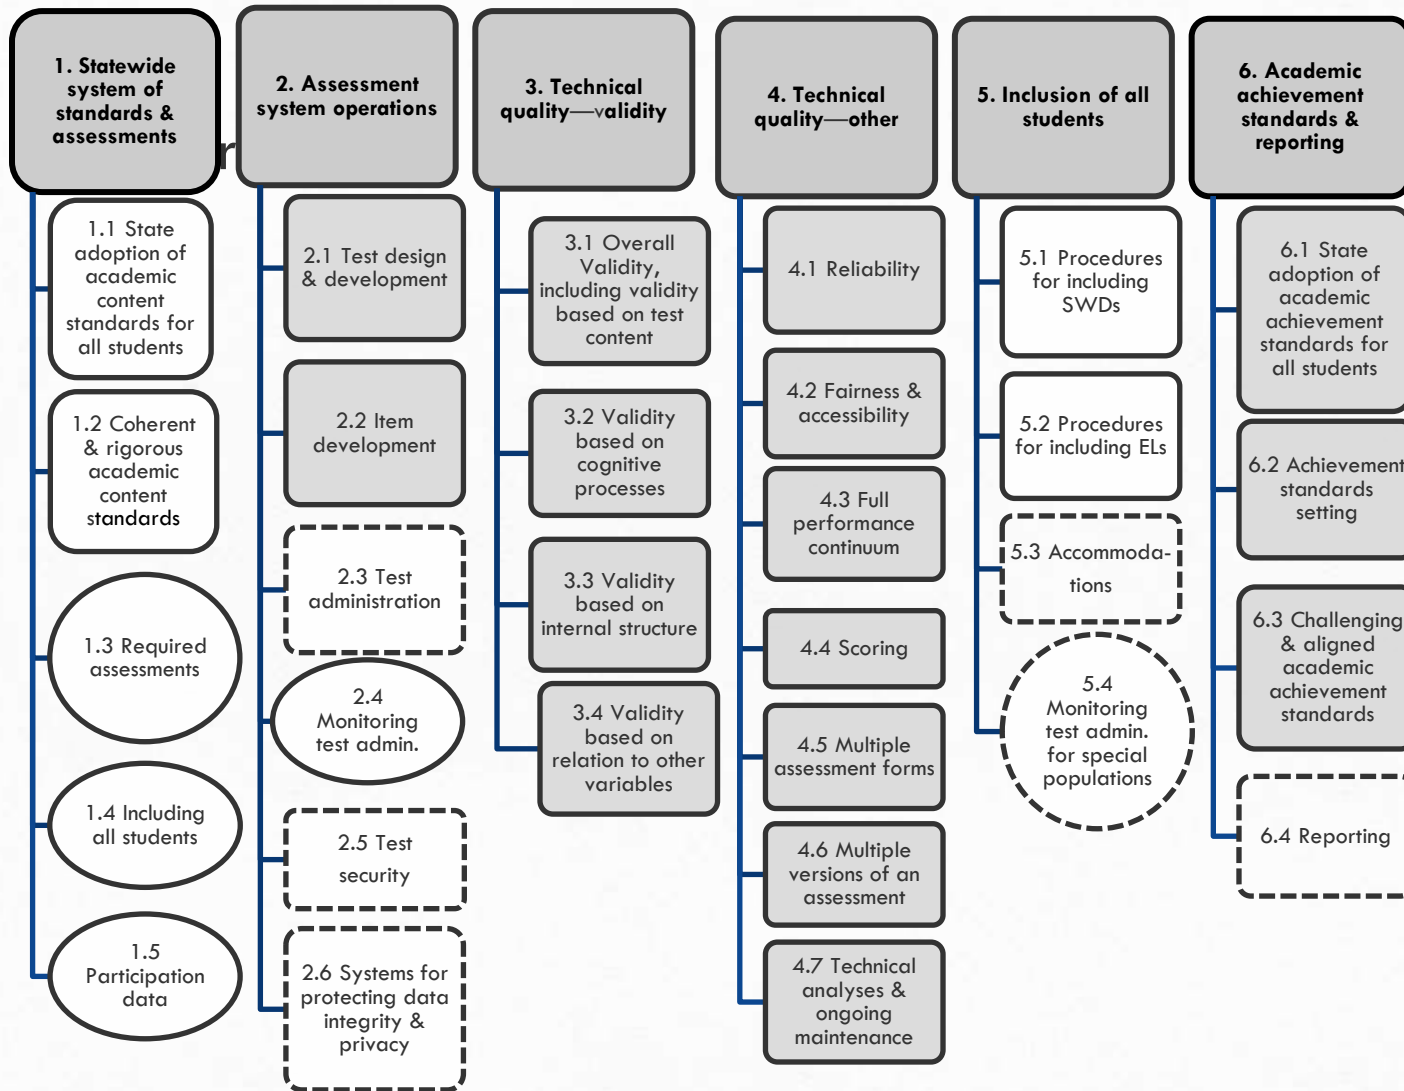 1. Statewide
system of
standards &
assessments
1.1 State
adoption of
academic
content
standards for
all students
1.2 Coherent
& rigorous
academic
content
standards
1.3 Required
assessments
1.4 Including
all students
1.5
Participation
data
r
2. Assessment
system operations
2.1 Test design
& development
2.2 Item
development
2.3 Test
administration
2.4
Monitoring
test admin.
2.5 Test
security
2.6 Systems for
protecting data
integrity &
privacy
3. Technical
quality—validity
3.1 Overall
Validity,
including validity
based on test
content
3.2 Validity
based on
cognitive
processes
3.3 Validity
based on
internal structure
3.4 Validity
based on
relation to other
variables
4. Technical
quality—other
4.1 Reliability
4.2 Fairness &
accessibility
4.3 Full
performance
continuum
4.4 Scoring
4.5 Multiple
assessment forms
4.6 Multiple
versions of an
assessment
4.7 Technical
analyses &
ongoing
maintenance
5. Inclusion of all
students
5.1 Procedures
for including
SWDs
5.2 Procedures
for including ELs
5.3 Accommoda-
tions
5.4
Monitoring
test admin.
for special
populations
6. Academic
achievement
standards &
reporting
6.1 State
adoption of
academic
achievement
standards for
all students
6.2 Achievement
standards
setting
6.3 Challenging
& aligned
academic
achievement
standards
6.4 Reporting